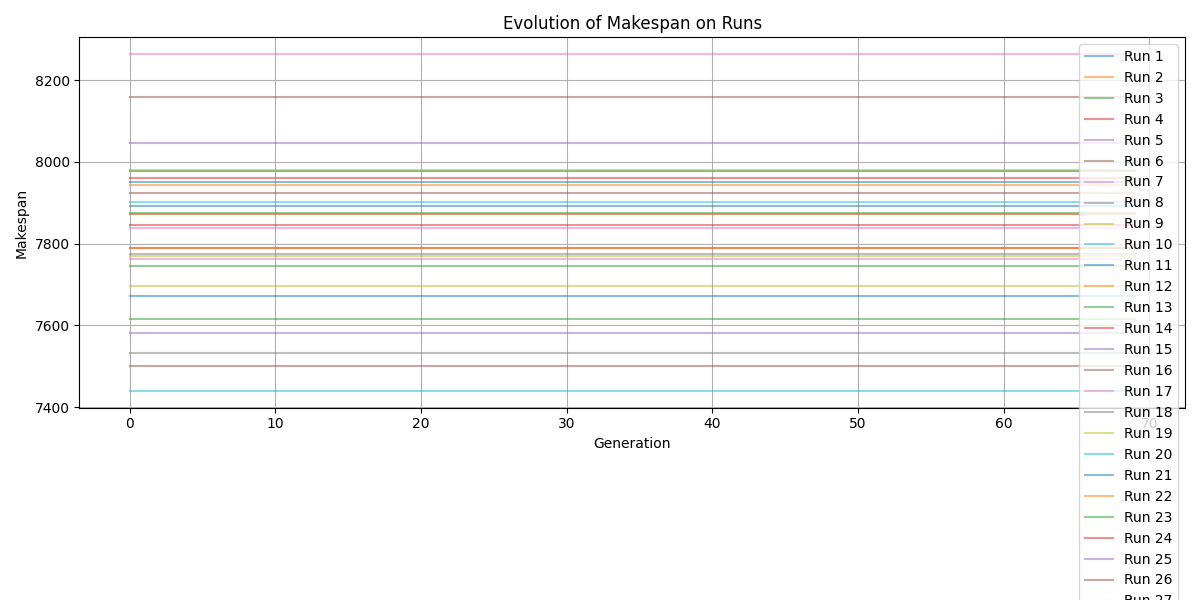 Evolution of Makespan on Runs
8200
8000
7800
7600
7400
Makespan
0 10 20 30 40 50 60 70
Generation
Run 1
Run 2
Run 3
Run 4
Run 5
Run 6
Run 7
Run 8
Run 9
Run 10
Run 11
Run 12
Run 13
Run 14
Run 15
Run 16
Run 17
Run 18
Run 19
Run 20
Run 21
Run 22
Run 23
Run 24
Run 25
Run 26
Run 27